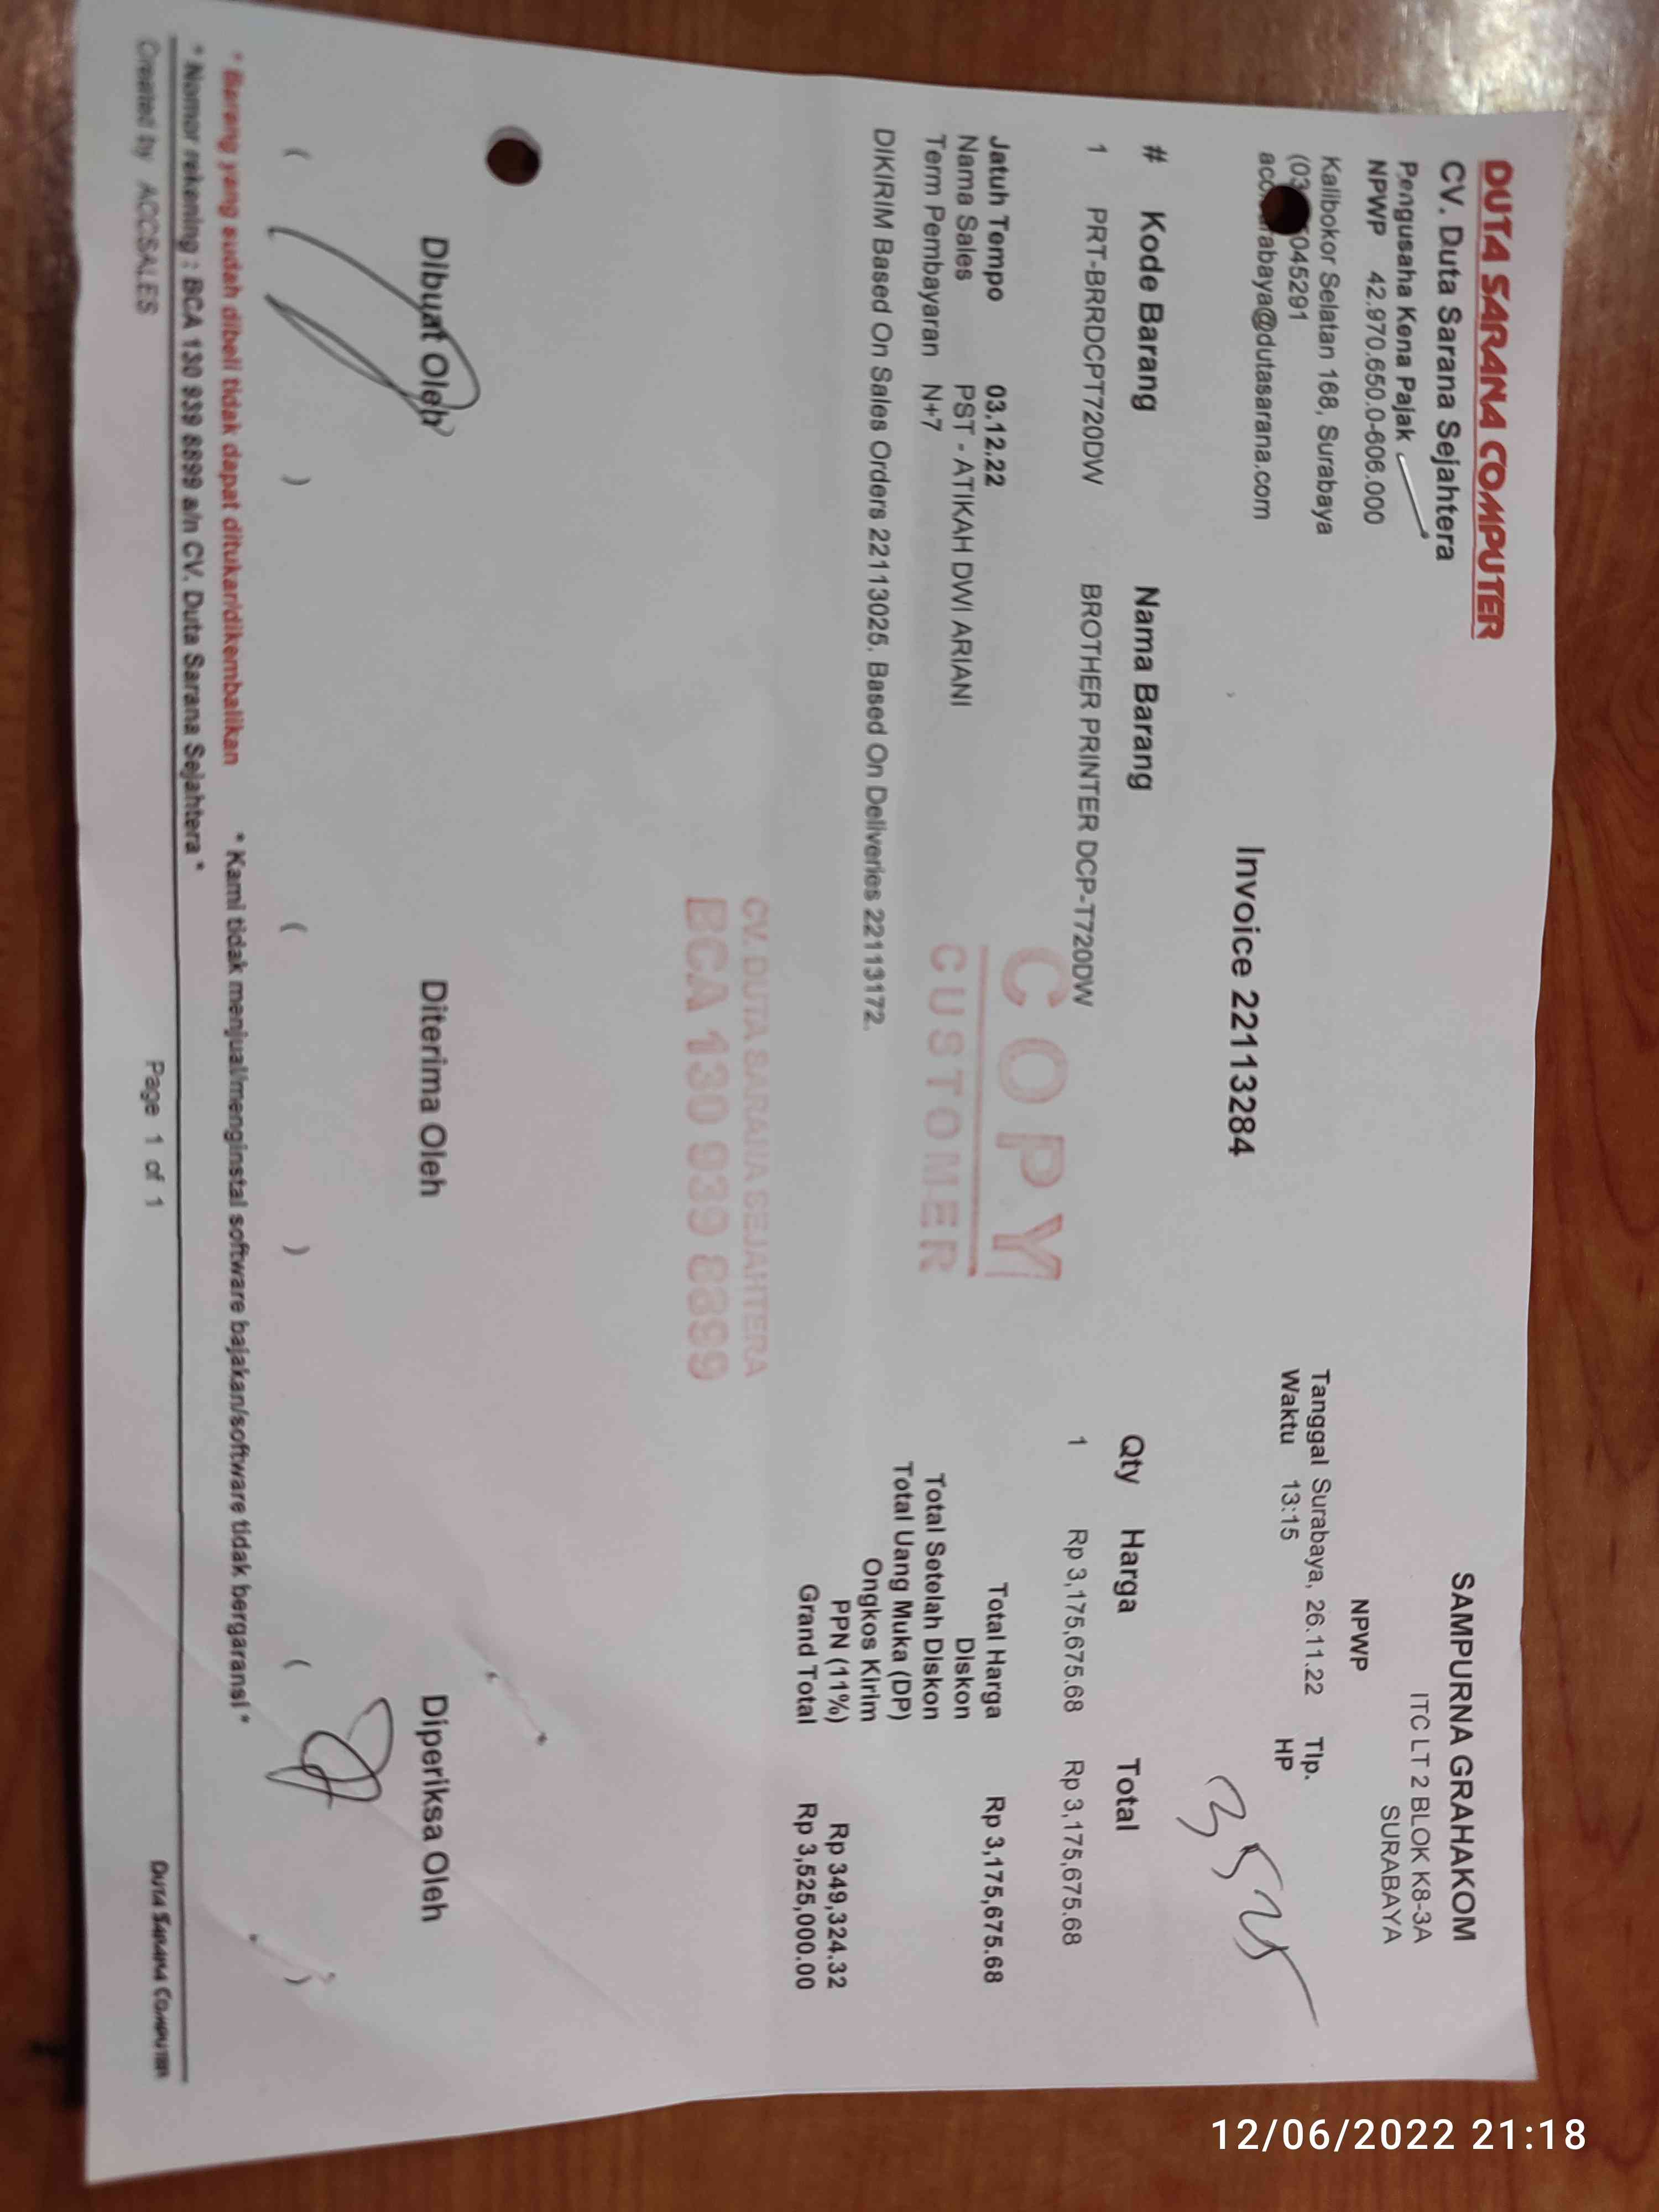 DUTA SARANA COMPUTER
CV. Duta Sarana Sejahtera
Pengusaha Kena Pajak
NPWP 42.970.650.0-606.000
Kalibokor Selatan 168, Surabaya
045291
abaya@dutasarana.com
SAMPURNA GRAHAKOM
ITC LT 2 BLOK K8-3A
SURABAYA
NPWP
Tanggal Surabaya, 26.11.22 Tlp.
Waktu 13:15 HP
Invoice 22113284
3525
# Kode Barang Nama Barang Qty Harga Total
1 PRT-BRRDCPT720DW BROTHER PRINTER DCP-T720DW 1 Rp 3,175,675.68 Rp 3,175,675.68
COPY
CUSTOMER
Jatuh Tempo 03.12.22
Nama Sales PST - ATIKAH DWI ARIANI
Term Pembayaran N+7
DIKIRIM Based On Sales Orders 22113025. Based On Deliveries 22113172.
Total Harga Rp 3,175,675.68
Diskon
Total Setelah Diskon
Total Uang Muka (DP)
Ongkos Kirim
PPN (11%) Rp 349,324.32
Grand Total Rp 3,525,000.00
CV. DUTA SARANA SEJAHTERA
BCA 130 939 8899
Dibuat Oleh Diterima Oleh Diperiksa Oleh
( ) ( ) ( )
* Barang yang sudah dibeli tidak dapat ditukar/dikembalikan * Kami tidak menjual/menginstal software bajakan/software tidak bergaransi *
* Nomor rekening : BCA 130 939 8899 a/n CV. Duta Sarana Sejahtera *
Created by ACCSALES Page 1 of 1 DUTA SARANA COMPUTER
12/06/2022 21:18